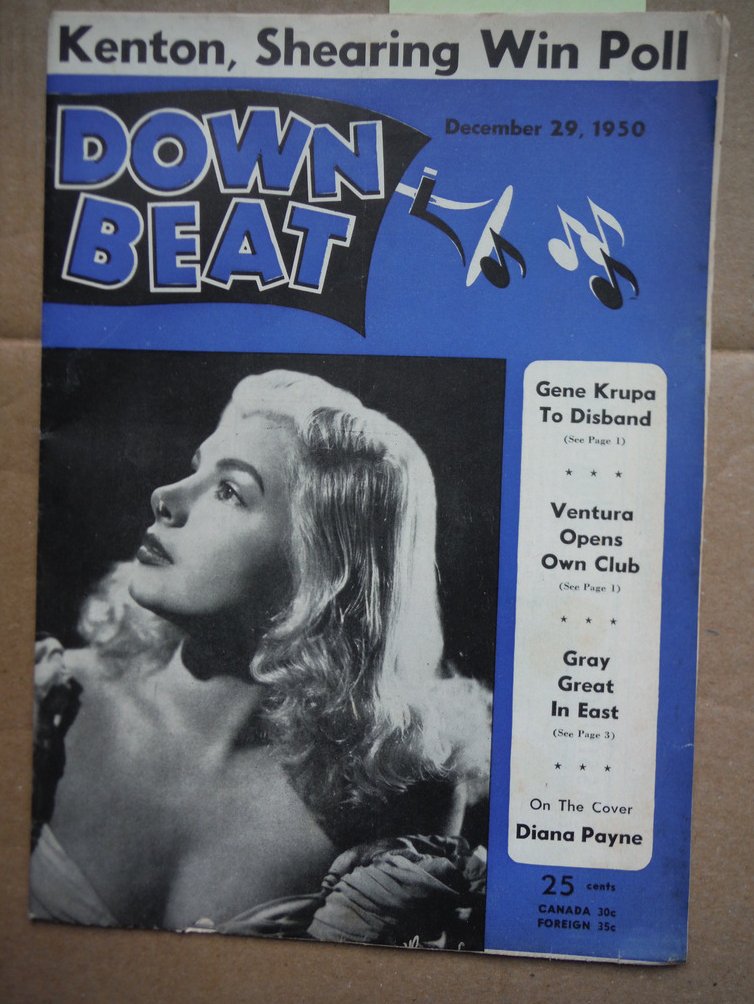 Kenton, Shearing Win Poll
DOWN
BEAT
December 29, 1950
Gene Krupa
To Disband
(See Page 1)
* * *
Ventura
Opens
Own Club
(See Page 1)
* * *
Gray
Great
In East
(See Page 3)
* * *
On The Cover
Diana Payne
25 cents
CANADA 30c
FOREIGN 35c